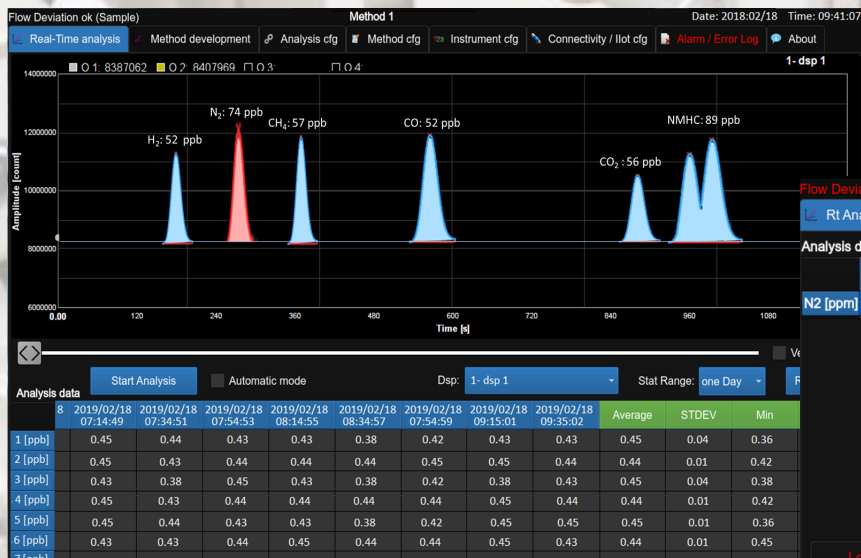 Flow Deviation ok (Sample) Method 1 Date: 2018:02/18 Time: 09:41:07
Real-Time analysis Method development Analysis cfg Method cfg Instrument cfg Connectivity / IIot cfg Alarm / Error Log About
O 1: 8387062 O 2: 8407969 O 3: O 4: 1- dsp 1
14000000
12000000
10000000
8000000
6000000
Amplitude [count]
H2: 52 ppb
N2: 74 ppb
CH4: 57 ppb
CO: 52 ppb
CO2 : 56 ppb
NMHC: 89 ppb
0.00 120 240 360 480 600 720 840 960 1080
Time [s]
Flow Devi
Rt Ana
Analysis d
N2 [ppm]
Start Analysis Automatic mode Dsp: 1- dsp 1 Stat Range: one Day
Analysis data
8 2019/02/18 07:14:49 2019/02/18 07:34:51 2019/02/18 07:54:53 2019/02/18 08:14:55 2019/02/18 08:34:57 2019/02/18 07:54:59 2019/02/18 09:15:01 2019/02/18 09:35:02 Average STDEV Min
1 [ppb] 0.45 0.44 0.43 0.43 0.38 0.42 0.43 0.43 0.45 0.04 0.36
2 [ppb] 0.45 0.43 0.44 0.44 0.44 0.45 0.45 0.44 0.44 0.01 0.42
3 [ppb] 0.43 0.38 0.45 0.43 0.38 0.42 0.38 0.43 0.45 0.04 0.38
4 [ppb] 0.45 0.43 0.44 0.44 0.44 0.44 0.45 0.44 0.44 0.01 0.42
5 [ppb] 0.45 0.44 0.43 0.43 0.38 0.42 0.45 0.45 0.45 0.01 0.36
6 [ppb] 0.43 0.43 0.44 0.45 0.44 0.44 0.45 0.43 0.44 0.01 0.45